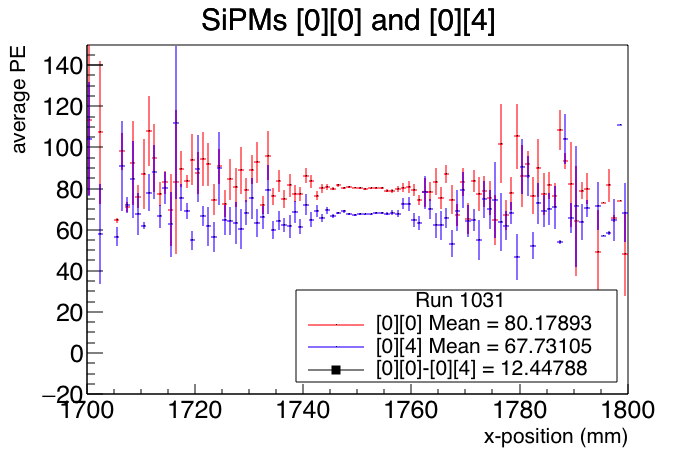 SiPMs [0][0] and [0][4]
average PE
140
120
100
80
60
40
20
0
−20
1700
1720
1740
1760
1780
1800
x-position (mm)
Run 1031
[0][0] Mean = 80.17893
[0][4] Mean = 67.73105
[0][0]-[0][4] = 12.44788